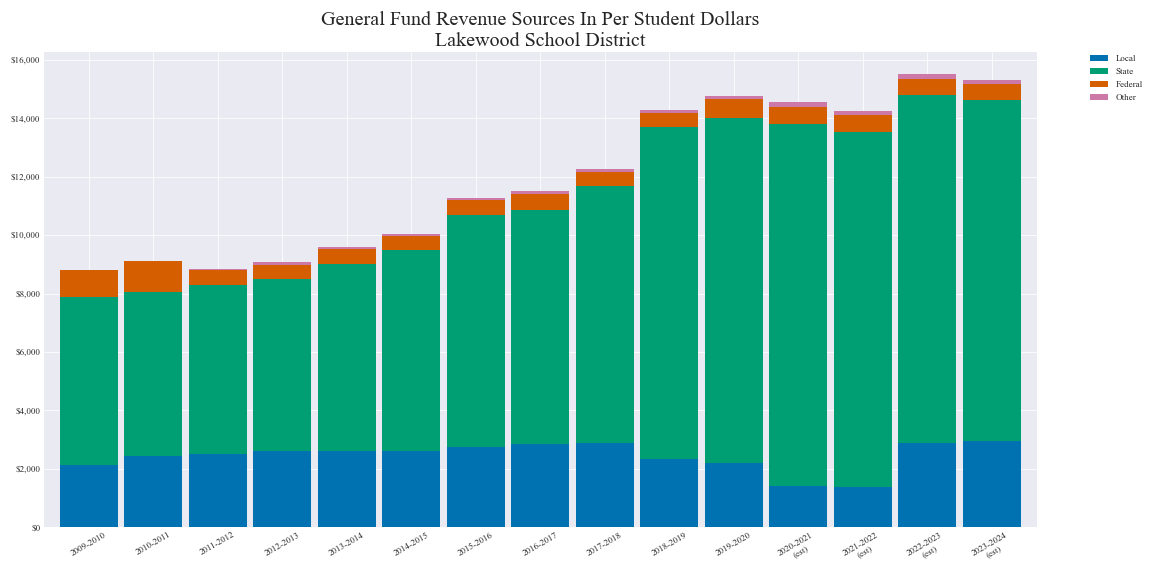 General Fund Revenue Sources In Per Student Dollars
Lakewood School District
Local
State
Federal
Other
$16,000
$14,000
$12,000
$10,000
$8,000
$6,000
$4,000
$2,000
$0
2009-2010
2010-2011
2011-2012
2012-2013
2013-2014
2014-2015
2015-2016
2016-2017
2017-2018
2018-2019
2019-2020
2020-2021
(est)
2021-2022
(est)
2022-2023
(est)
2023-2024
(est)